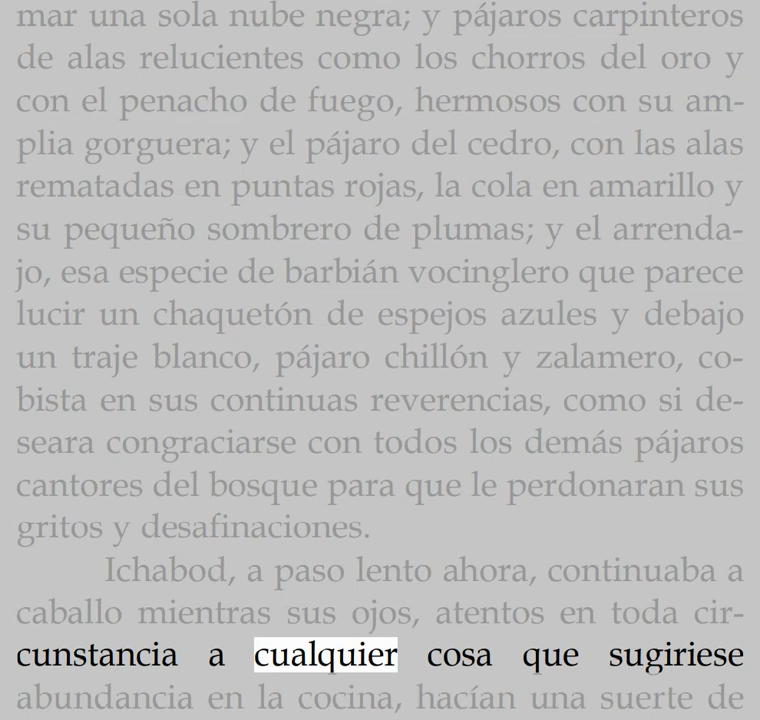 mar una sola nube negra; y pájaros carpinteros
de alas relucientes como los chorros del oro y
con el penacho de fuego, hermosos con su am-
plia gorguera; y el pájaro del cedro, con las alas
rematadas en puntas rojas, la cola en amarillo y
su pequeño sombrero de plumas; y el arrenda-
jo, esa especie de barbián vocinglero que parece
lucir un chaquetón de espejos azules y debajo
un traje blanco, pájaro chillón y zalamero, co-
bista en sus continuas reverencias, como si de-
seara congraciarse con todos los demás pájaros
cantores del bosque para que le perdonaran sus
gritos y desafinaciones.
Ichabod, a paso lento ahora, continuaba a
caballo mientras sus ojos, atentos en toda cir-
cunstancia a cualquier cosa que sugiriese
abundancia en la cocina, hacían una suerte de